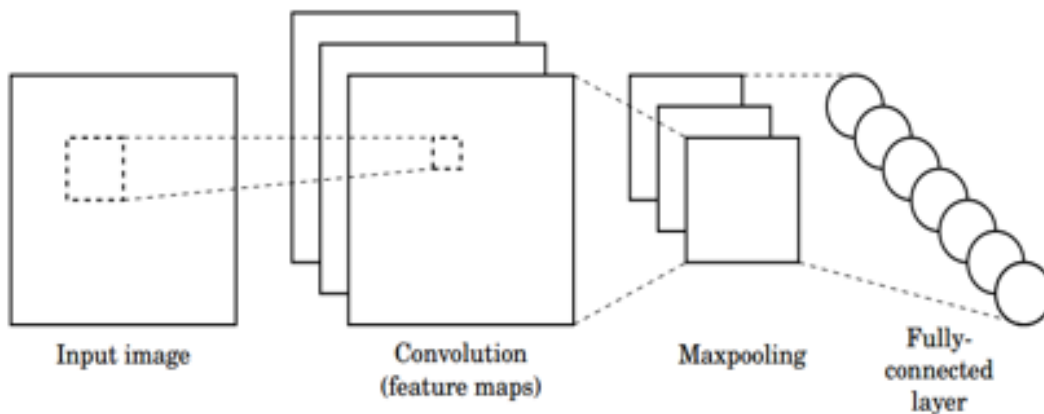 Input image
Convolution
(feature maps)
Maxpooling
Fully-
connected
layer